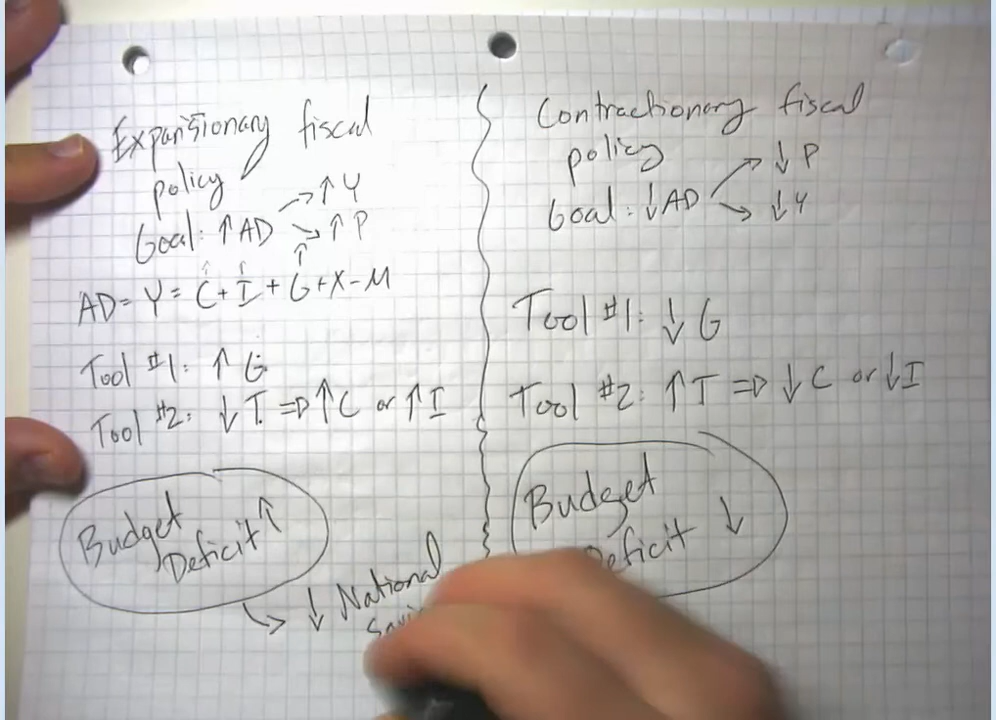 Expansionary fiscal
policy
Goal: ↑ AD → ↑ Y
↘ ↑ P
AD = Y = C + I + G + X - M
Tool #1: ↑ G
Tool #2: ↓ T ⇒ ↑ C or ↑ I
Budget
Deficit ↑
↳ ↓ National
Contractionary fiscal
policy
Goal: ↓ AD → ↓ P
↘ ↓ Y
Tool #1: ↓ G
Tool #2: ↑ T ⇒ ↓ C or ↓ I
Budget
Deficit ↓